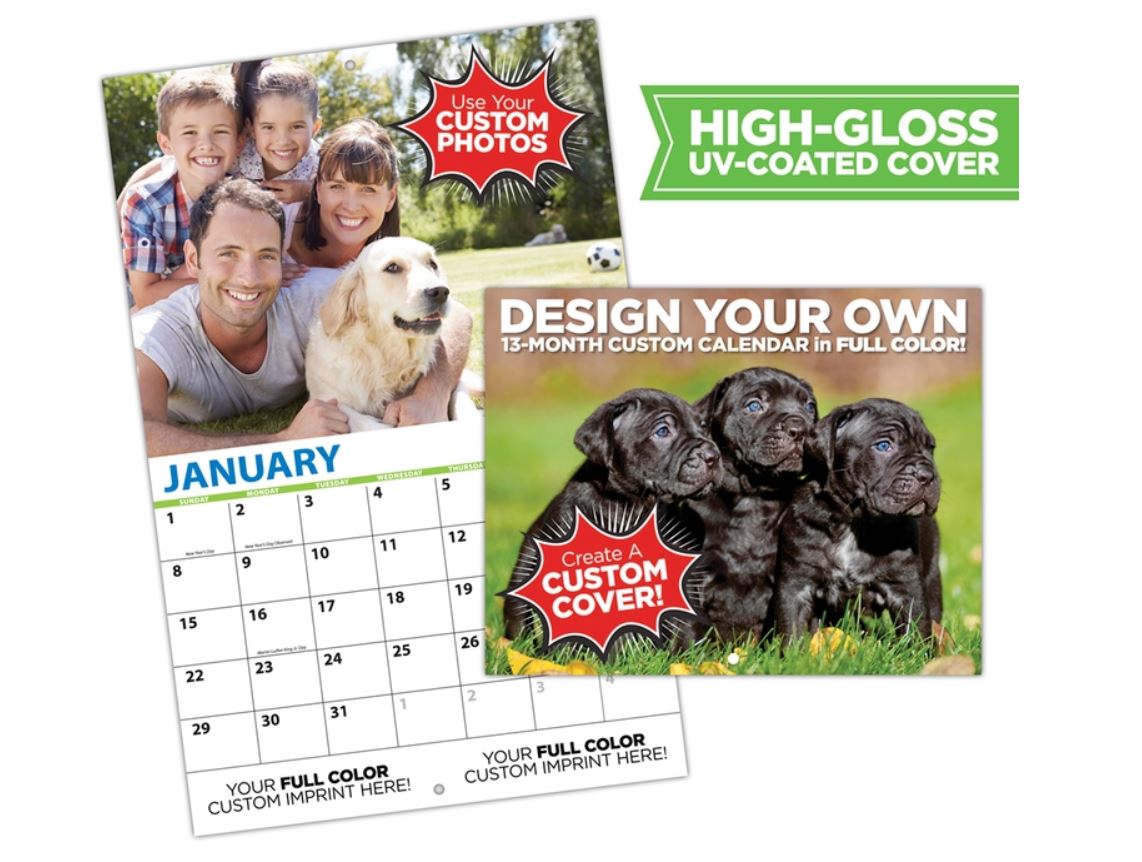 Use Your
CUSTOM
PHOTOS
HIGH-GLOSS
UV-COATED COVER
DESIGN YOUR OWN
13-MONTH CUSTOM CALENDAR in FULL COLOR!
Create A
CUSTOM
COVER!
JANUARY
SUNDAY MONDAY TUESDAY WEDNESDAY THURSDA
1 2 3 4 5
New Year's Day New Year's Day Observed
8 9 10 11 12
15 16 17 18 19
Martin Luther King Jr. Day
22 23 24 25 26
29 30 31 1 2 3 4
YOUR FULL COLOR
CUSTOM IMPRINT HERE!
YOUR FULL COLOR
CUSTOM IMPRINT HERE!